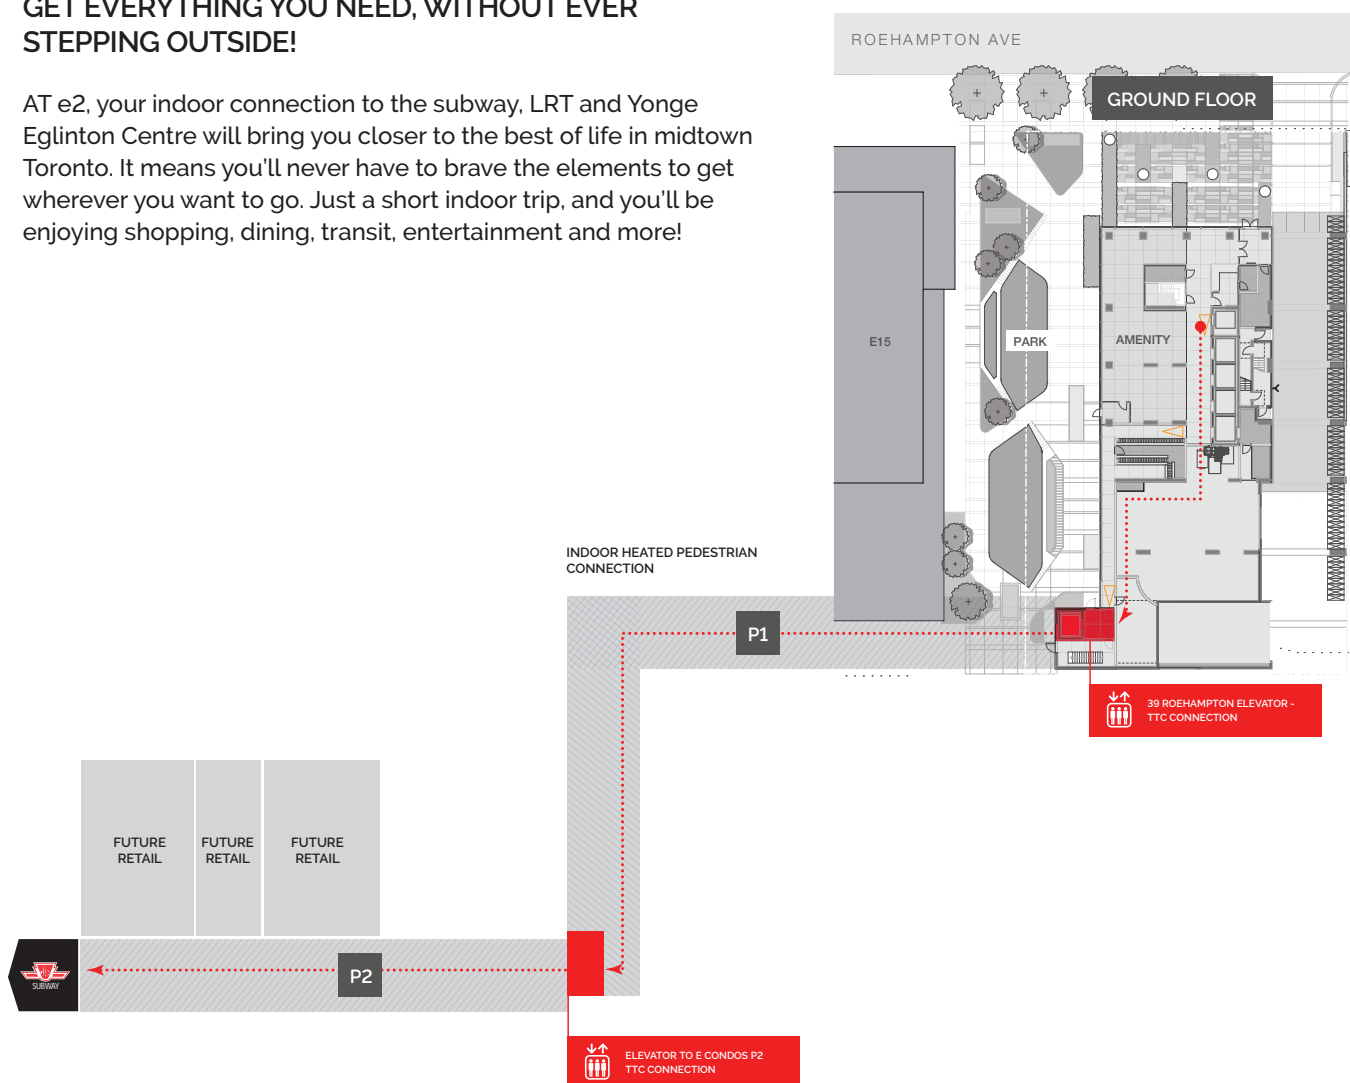 GET EVERYTHING YOU NEED, WITHOUT EVER
STEPPING OUTSIDE!
AT e2, your indoor connection to the subway, LRT and Yonge
Eglinton Centre will bring you closer to the best of life in midtown
Toronto. It means you’ll never have to brave the elements to get
wherever you want to go. Just a short indoor trip, and you’ll be
enjoying shopping, dining, transit, entertainment and more!
ROEHAMPTON AVE
GROUND FLOOR
E15
PARK
AMENITY
INDOOR HEATED PEDESTRIAN
CONNECTION
P1
39 ROEHAMPTON ELEVATOR -
TTC CONNECTION
FUTURE
RETAIL
FUTURE
RETAIL
FUTURE
RETAIL
P2
SUBWAY
ELEVATOR TO E CONDOS P2
TTC CONNECTION